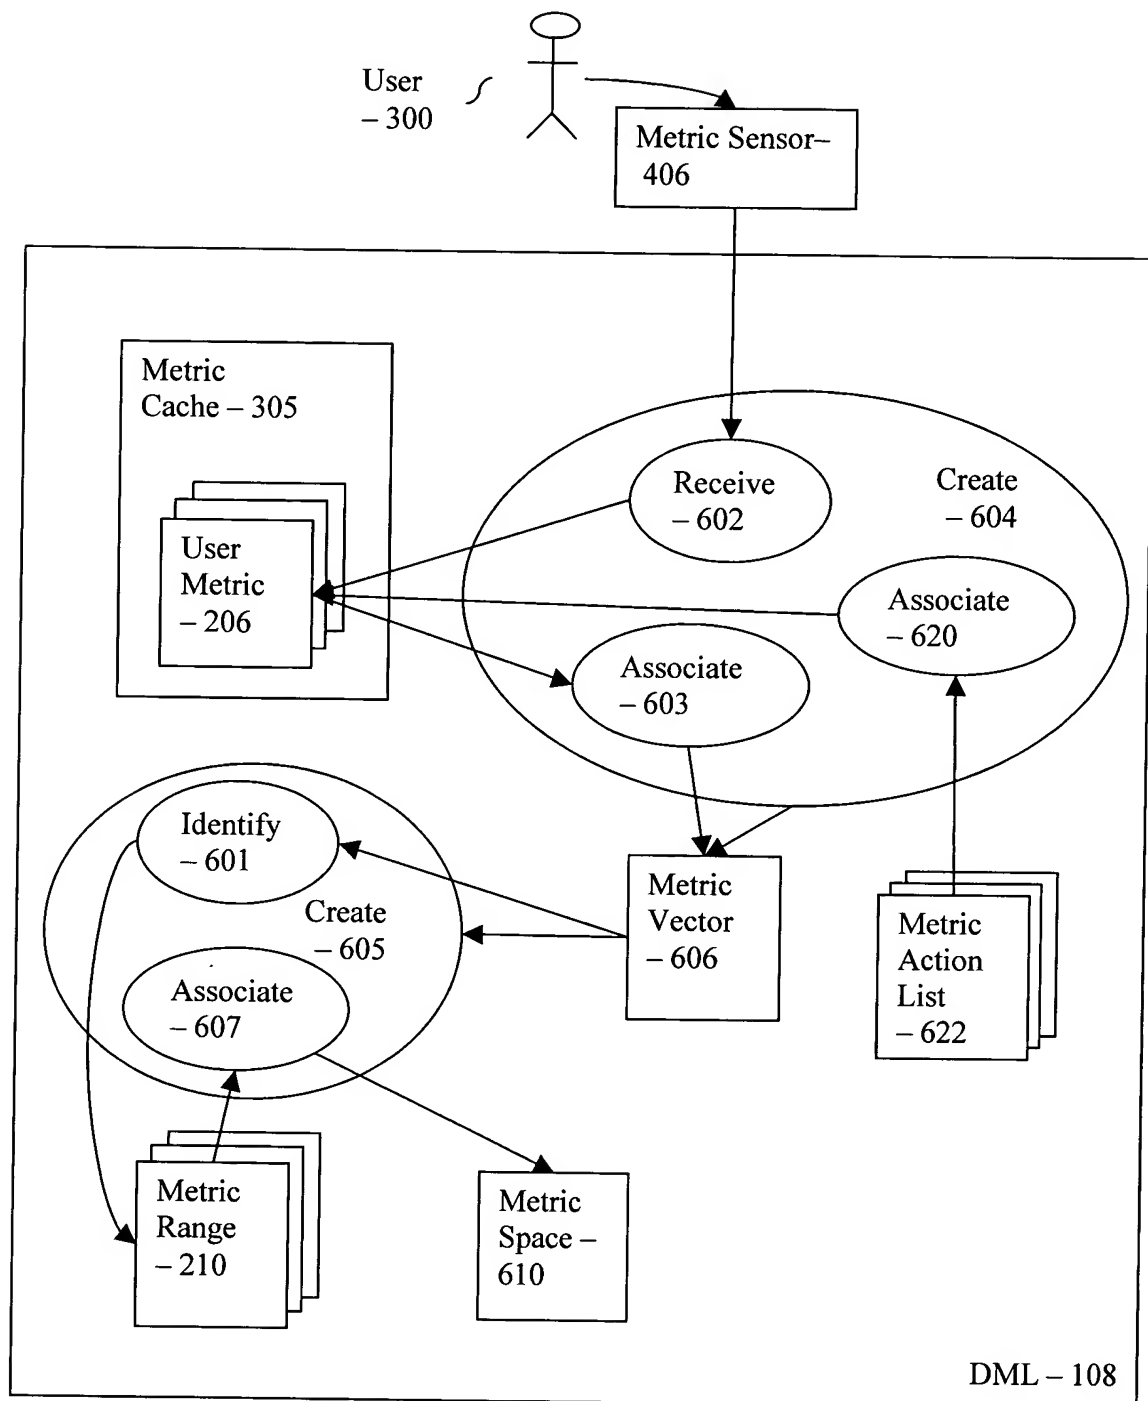 User
– 300
Metric Sensor–
406
Metric
Cache – 305
Receive
– 602
Create
– 604
User
Metric
– 206
Associate
– 620
Associate
– 603
Identify
– 601
Create
– 605
Metric
Vector
– 606
Metric
Action
List
– 622
Associate
– 607
Metric
Range
– 210
Metric
Space –
610
DML – 108